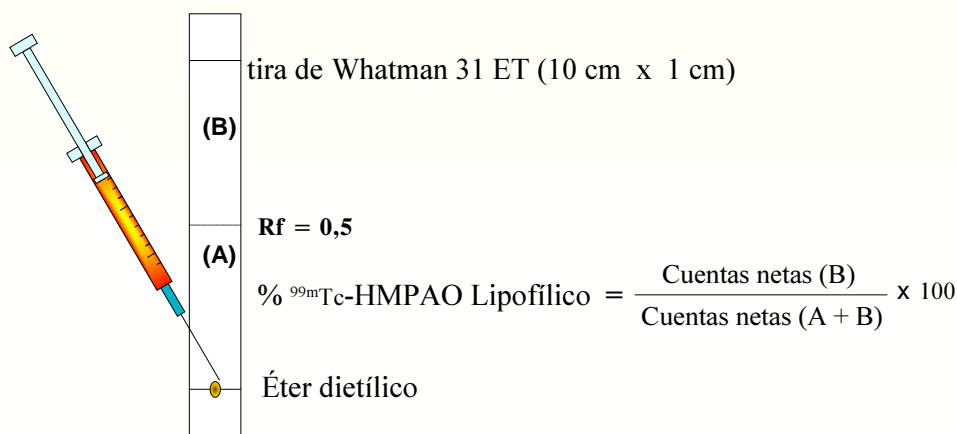 tira de Whatman 31 ET (10 cm x 1 cm)
(B)
Rf = 0,5
(A)
% 99mTc-HMPAO Lipofílico = Cuentas netas (B) / Cuentas netas (A + B) x 100
Éter dietílico